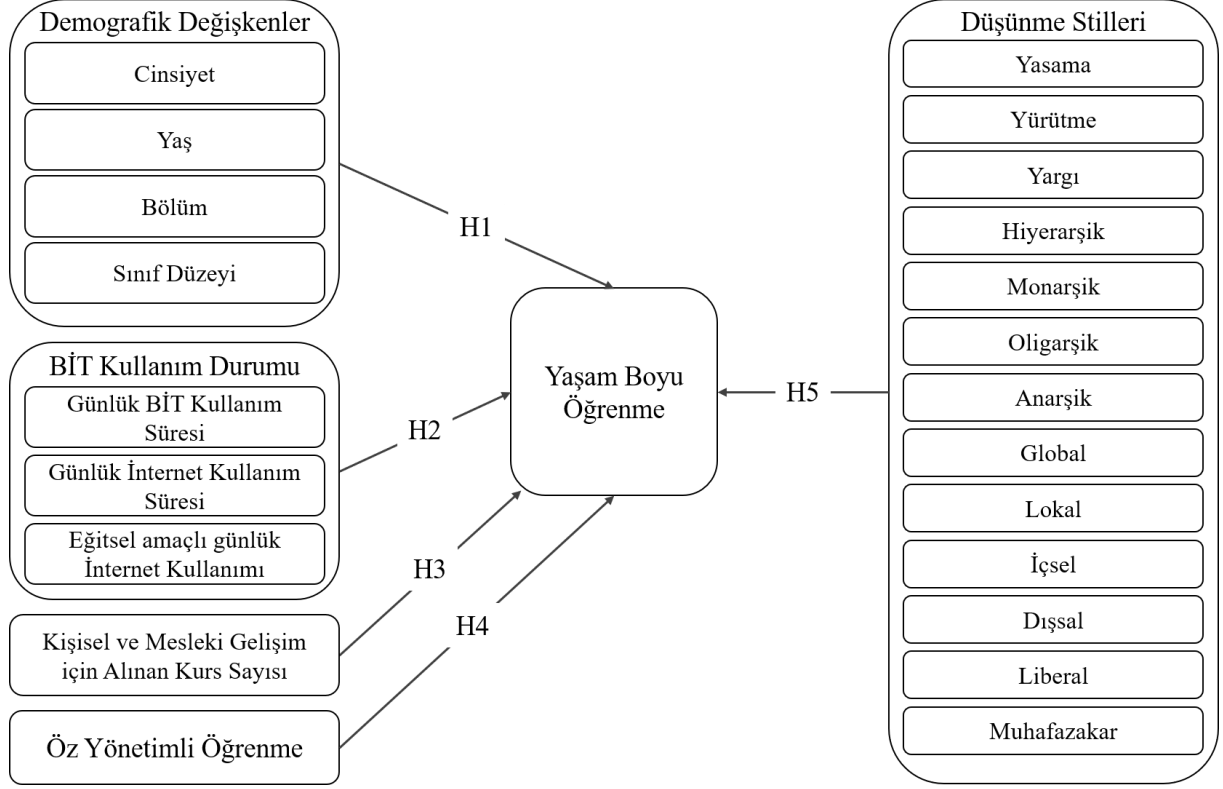 Demografik Değişkenler
Cinsiyet
Yaş
Bölüm
Sınıf Düzeyi
BİT Kullanım Durumu
Günlük BİT Kullanım
Süresi
Günlük İnternet Kullanım
Süresi
Eğitsel amaçlı günlük
İnternet Kullanımı
Kişisel ve Mesleki Gelişim
için Alınan Kurs Sayısı
Öz Yönetimli Öğrenme
H1
H2
H3
H4
Yaşam Boyu
Öğrenme
H5
Düşünme Stilleri
Yasama
Yürütme
Yargı
Hiyerarşik
Monarşik
Oligarşik
Anarşik
Global
Lokal
İçsel
Dışsal
Liberal
Muhafazakar